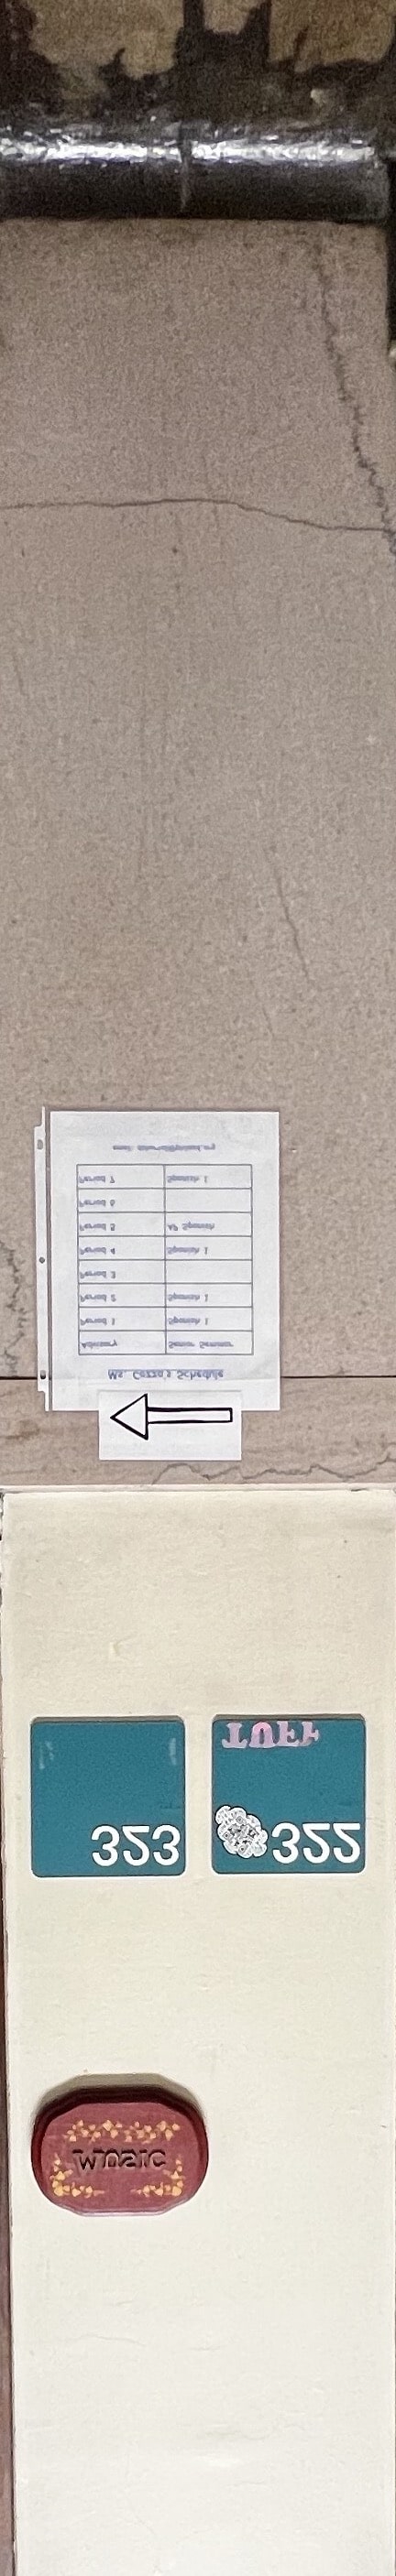 music
323
322
TUFF
Ms. Cozza's Schedule
Advisory Senior Seminar
Period 1 Spanish 1
Period 2 Spanish 1
Period 3
Period 4 Spanish 1
Period 5 AP Spanish
Period 6
Period 7 Spanish 1
email: